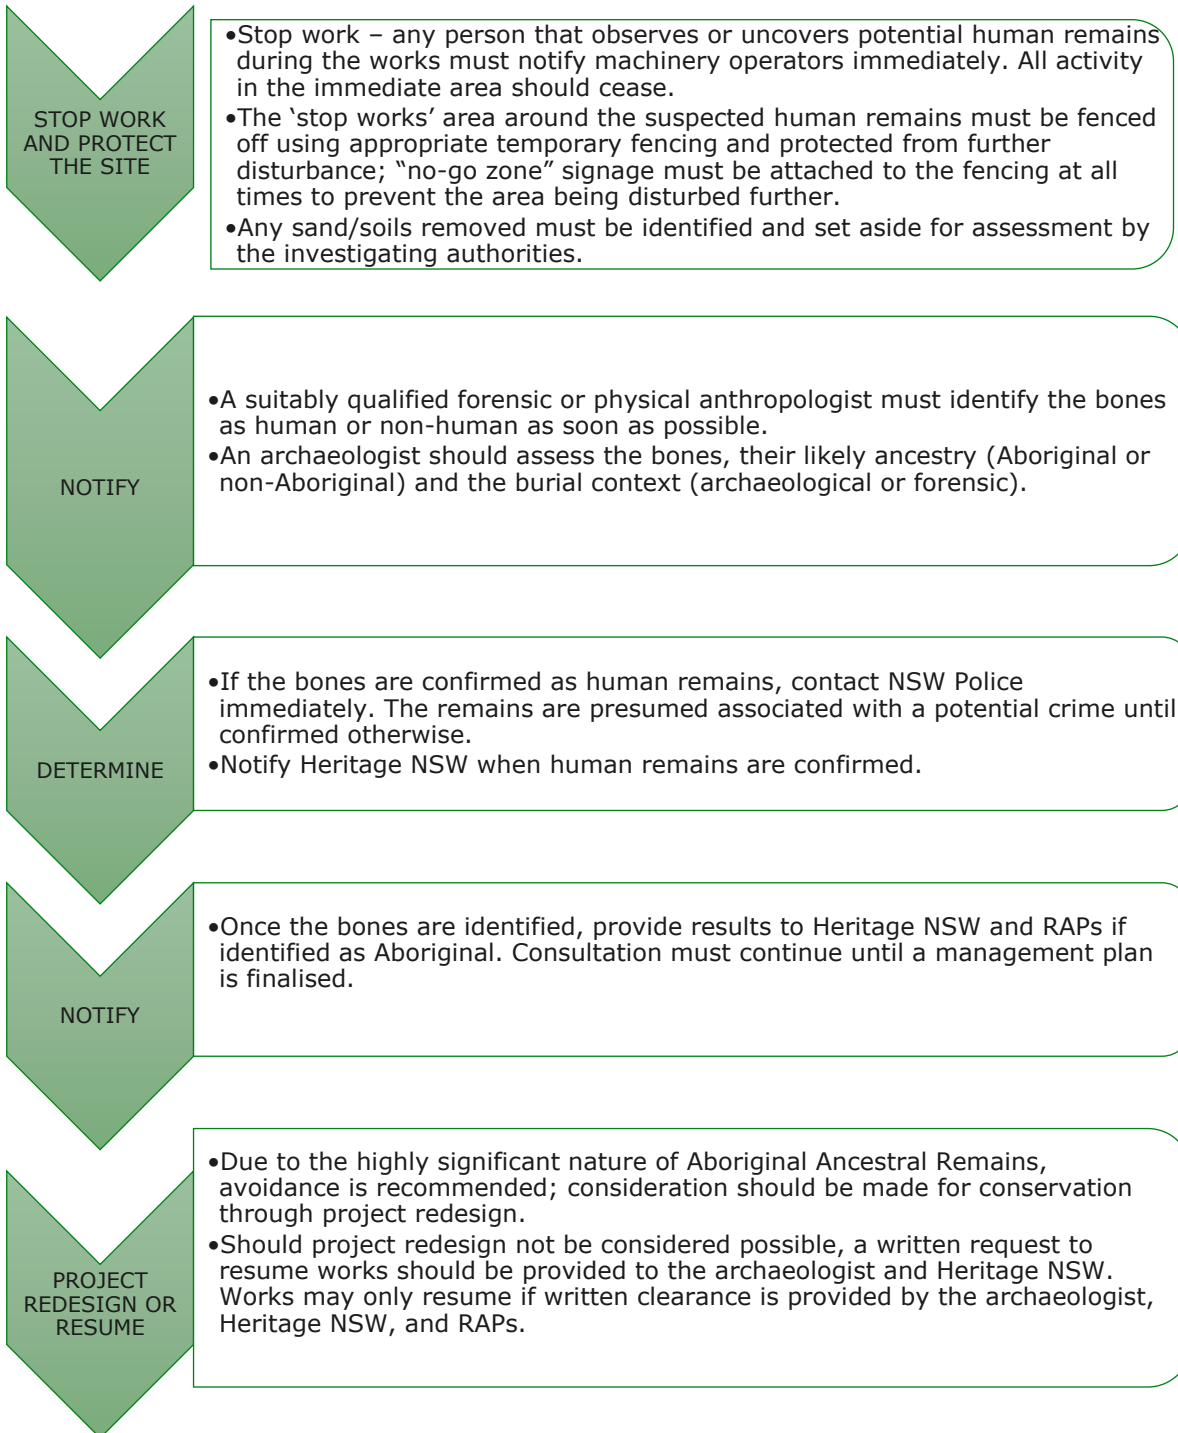 STOP WORK
AND PROTECT
THE SITE
•Stop work – any person that observes or uncovers potential human remains
during the works must notify machinery operators immediately. All activity
in the immediate area should cease.
•The ‘stop works’ area around the suspected human remains must be fenced
off using appropriate temporary fencing and protected from further
disturbance; “no-go zone” signage must be attached to the fencing at all
times to prevent the area being disturbed further.
•Any sand/soils removed must be identified and set aside for assessment by
the investigating authorities.
NOTIFY
•A suitably qualified forensic or physical anthropologist must identify the bones
as human or non-human as soon as possible.
•An archaeologist should assess the bones, their likely ancestry (Aboriginal or
non-Aboriginal) and the burial context (archaeological or forensic).
DETERMINE
•If the bones are confirmed as human remains, contact NSW Police
immediately. The remains are presumed associated with a potential crime until
confirmed otherwise.
•Notify Heritage NSW when human remains are confirmed.
NOTIFY
•Once the bones are identified, provide results to Heritage NSW and RAPs if
identified as Aboriginal. Consultation must continue until a management plan
is finalised.
PROJECT
REDESIGN OR
RESUME
•Due to the highly significant nature of Aboriginal Ancestral Remains,
avoidance is recommended; consideration should be made for conservation
through project redesign.
•Should project redesign not be considered possible, a written request to
resume works should be provided to the archaeologist and Heritage NSW.
Works may only resume if written clearance is provided by the archaeologist,
Heritage NSW, and RAPs.